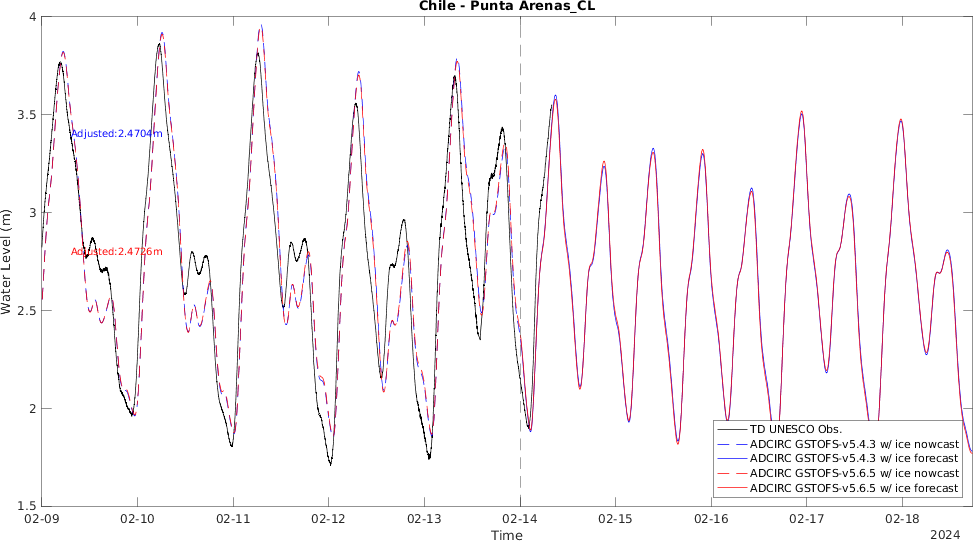 Chile - Punta Arenas_CL
4
3.5
3
2.5
2
1.5
Water Level (m)
Adjusted:2.4704m
Adjusted:2.4726m
TD UNESCO Obs.
ADCIRC GSTOFS-v5.4.3 w/ ice nowcast
ADCIRC GSTOFS-v5.4.3 w/ ice forecast
ADCIRC GSTOFS-v5.6.5 w/ ice nowcast
ADCIRC GSTOFS-v5.6.5 w/ ice forecast
02-09 02-10 02-11 02-12 02-13 02-14 02-15 02-16 02-17 02-18
Time
2024